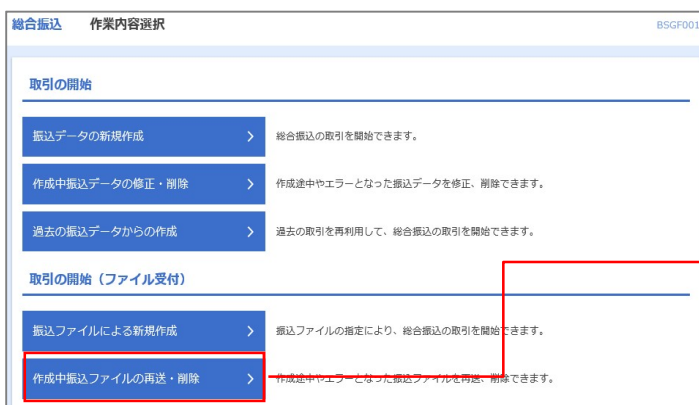 総合振込 作業内容選択 BSGF001
取引の開始
振込データの新規作成 総合振込の取引を開始できます。
作成中振込データの修正・削除 作成途中やエラーとなった振込データを修正、削除できます。
過去の振込データからの作成 過去の取引を再利用して、総合振込の取引を開始できます。
取引の開始（ファイル受付）
振込ファイルによる新規作成 振込ファイルの指定により、総合振込の取引を開始できます。
作成中振込ファイルの再送・削除 作成途中やエラーとなった振込ファイルを再送、削除できます。